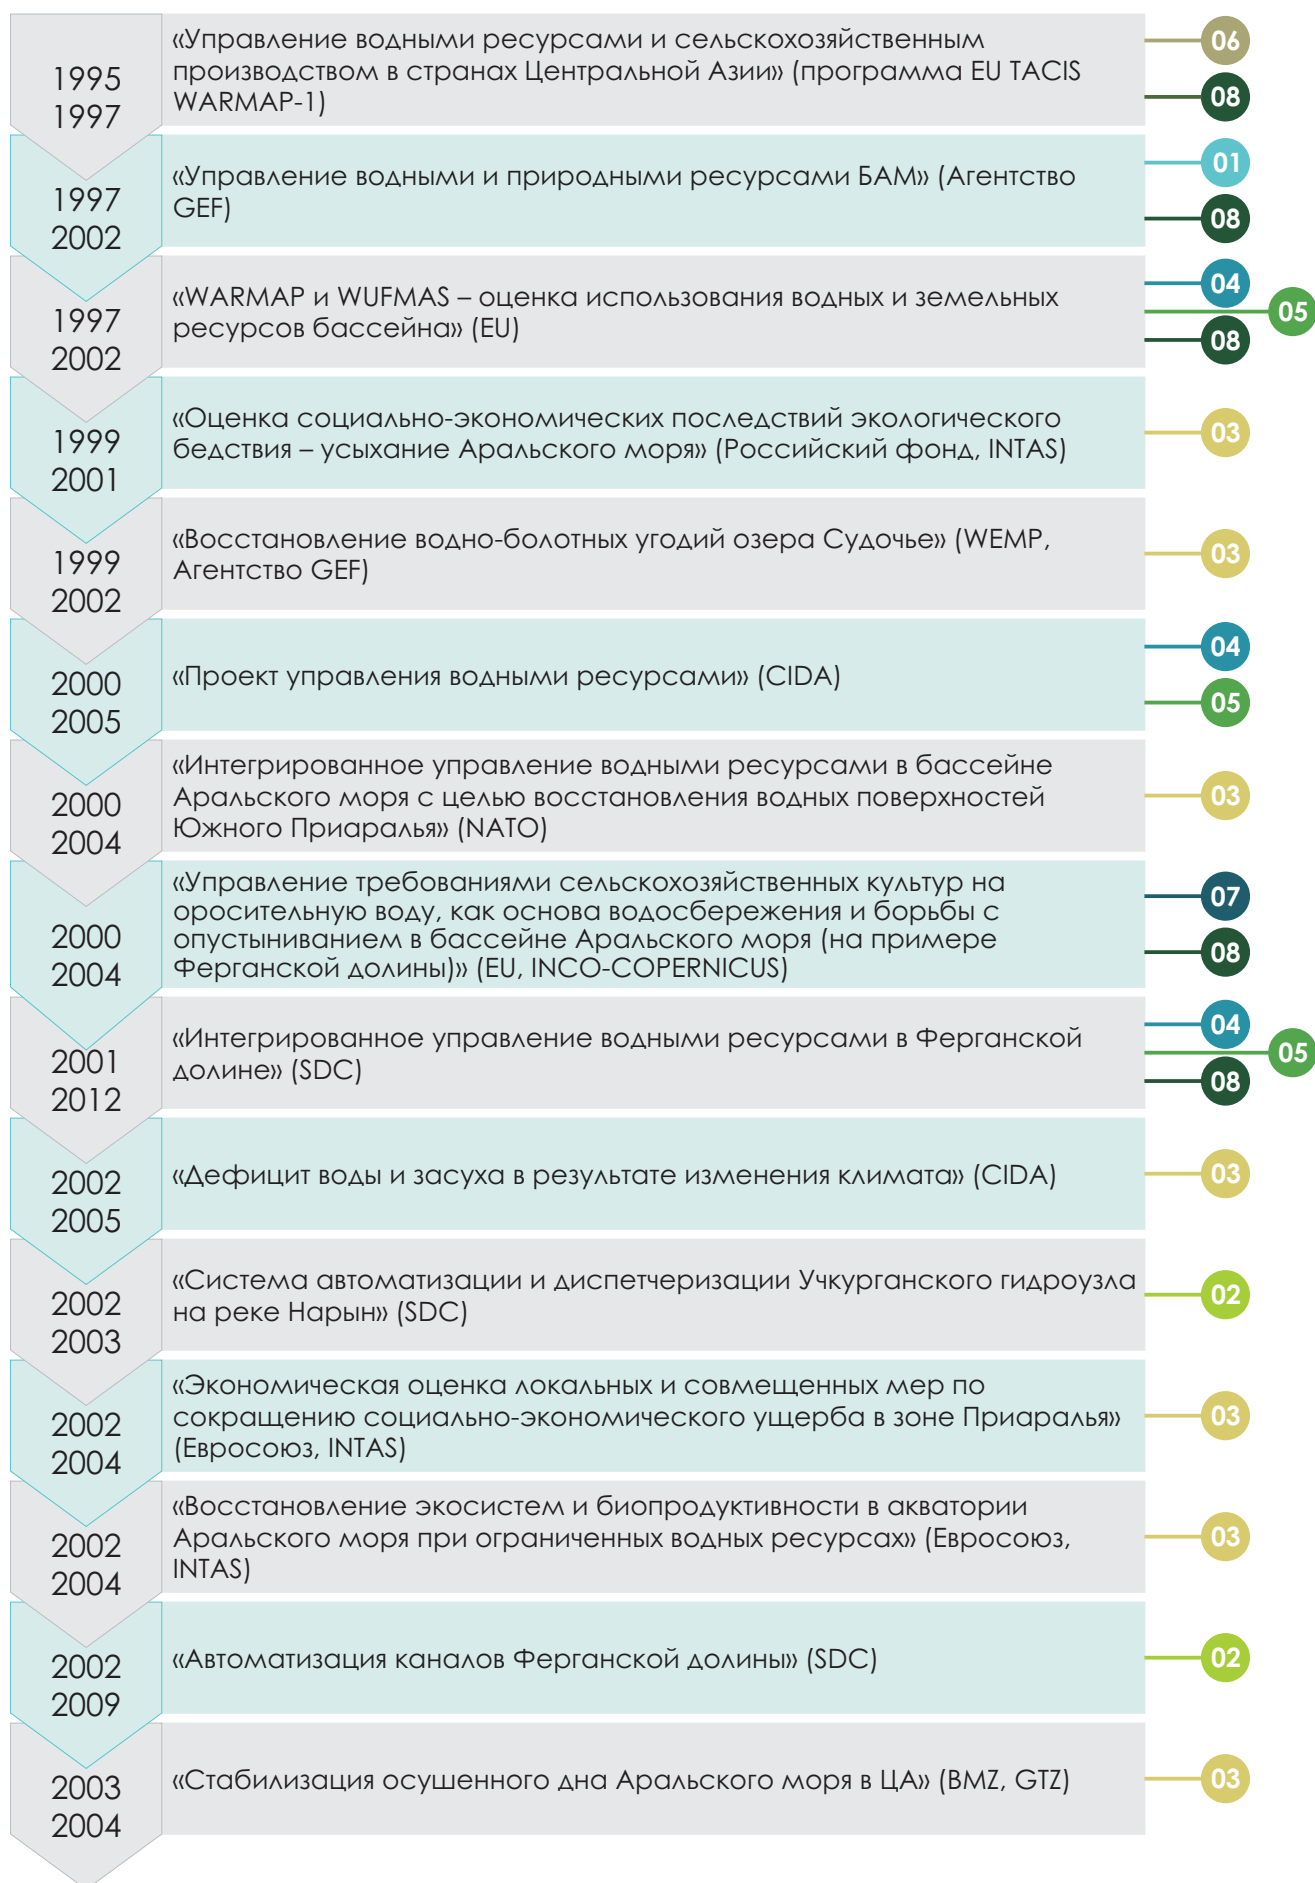 1995
1997
«Управление водными ресурсами и сельскохозяйственным
производством в странах Центральной Азии» (программа EU TACIS
WARMAP-1)
06
08
1997
2002
«Управление водными и природными ресурсами БАМ» (Агентство
GEF)
01
08
1997
2002
«WARMAP и WUFMAS – оценка использования водных и земельных
ресурсов бассейна» (EU)
04
05
08
1999
2001
«Оценка социально-экономических последствий экологического
бедствия – усыхание Аральского моря» (Российский фонд, INTAS)
03
1999
2002
«Восстановление водно-болотных угодий озера Судочье» (WEMP,
Агентство GEF)
03
2000
2005
«Проект управления водными ресурсами» (CIDA)
04
05
2000
2004
«Интегрированное управление водными ресурсами в бассейне
Аральского моря с целью восстановления водных поверхностей
Южного Приаралья» (NATO)
03
2000
2004
«Управление требованиями сельскохозяйственных культур на
оросительную воду, как основа водосбережения и борьбы с
опустыниванием в бассейне Аральского моря (на примере
Ферганской долины)» (EU, INCO-COPERNICUS)
07
08
2001
2012
«Интегрированное управление водными ресурсами в Ферганской
долине» (SDC)
04
05
08
2002
2005
«Дефицит воды и засуха в результате изменения климата» (CIDA)
03
2002
2003
«Система автоматизации и диспетчеризации Учкурганского гидроузла
на реке Нарын» (SDC)
02
2002
2004
«Экономическая оценка локальных и совмещенных мер по
сокращению социально-экономического ущерба в зоне Приаралья»
(Евросоюз, INTAS)
03
2002
2004
«Восстановление экосистем и биопродуктивности в акватории
Аральского моря при ограниченных водных ресурсах» (Евросоюз,
INTAS)
03
2002
2009
«Автоматизация каналов Ферганской долины» (SDC)
02
2003
2004
«Стабилизация осушенного дна Аральского моря в ЦА» (BMZ, GTZ)
03